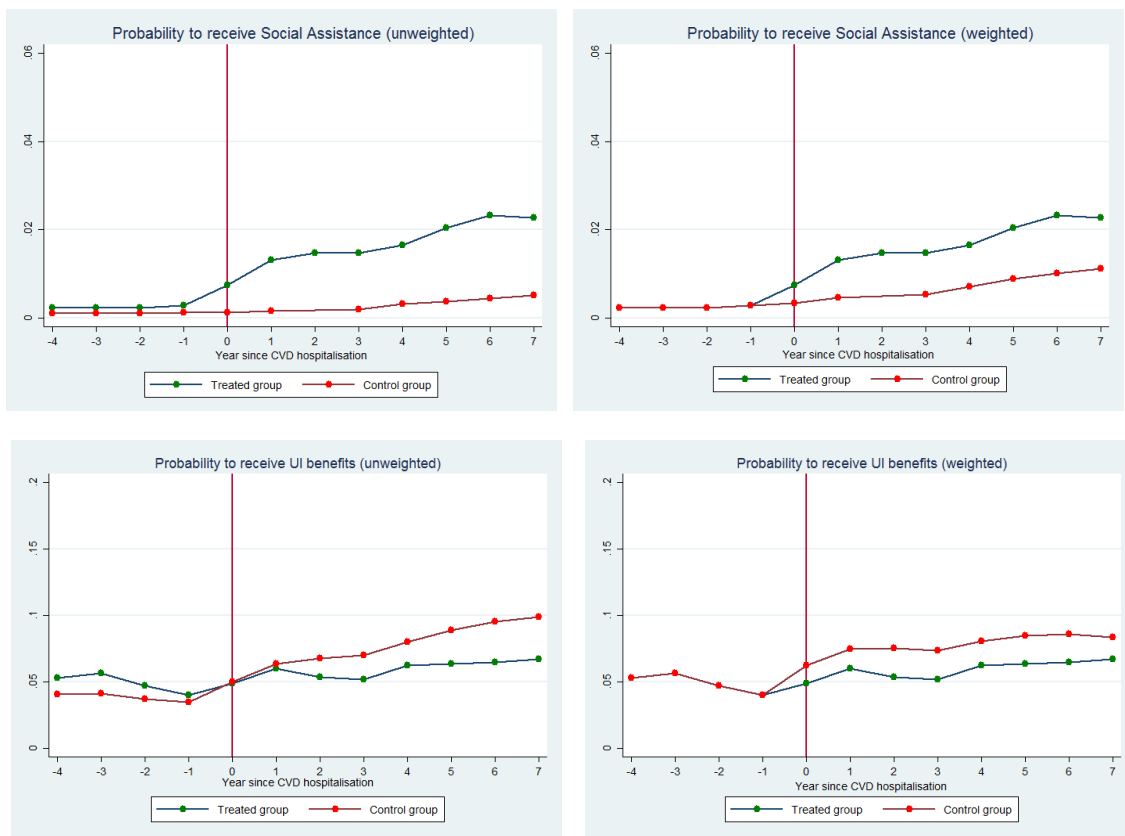 Probability to receive Social Assistance (unweighted)
.06
.04
.02
0
-4 -3 -2 -1 0 1 2 3 4 5 6 7
Year since CVD hospitalisation
Treated group Control group
Probability to receive Social Assistance (weighted)
.06
.04
.02
0
-4 -3 -2 -1 0 1 2 3 4 5 6 7
Year since CVD hospitalisation
Treated group Control group
Probability to receive UI benefits (unweighted)
.2
.15
.1
.05
0
-4 -3 -2 -1 0 1 2 3 4 5 6 7
Year since CVD hospitalisation
Treated group Control group
Probability to receive UI benefits (weighted)
.2
.15
.1
.05
0
-4 -3 -2 -1 0 1 2 3 4 5 6 7
Year since CVD hospitalisation
Treated group Control group